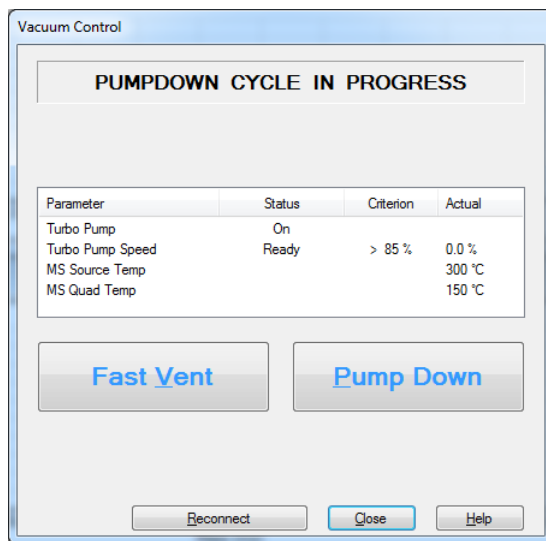 Vacuum Control
PUMPDOWN CYCLE IN PROGRESS
Parameter Status Criterion Actual
Turbo Pump On
Turbo Pump Speed Ready > 85 % 0.0 %
MS Source Temp 300 °C
MS Quad Temp 150 °C
Fast Vent Pump Down
Reconnect Close Help